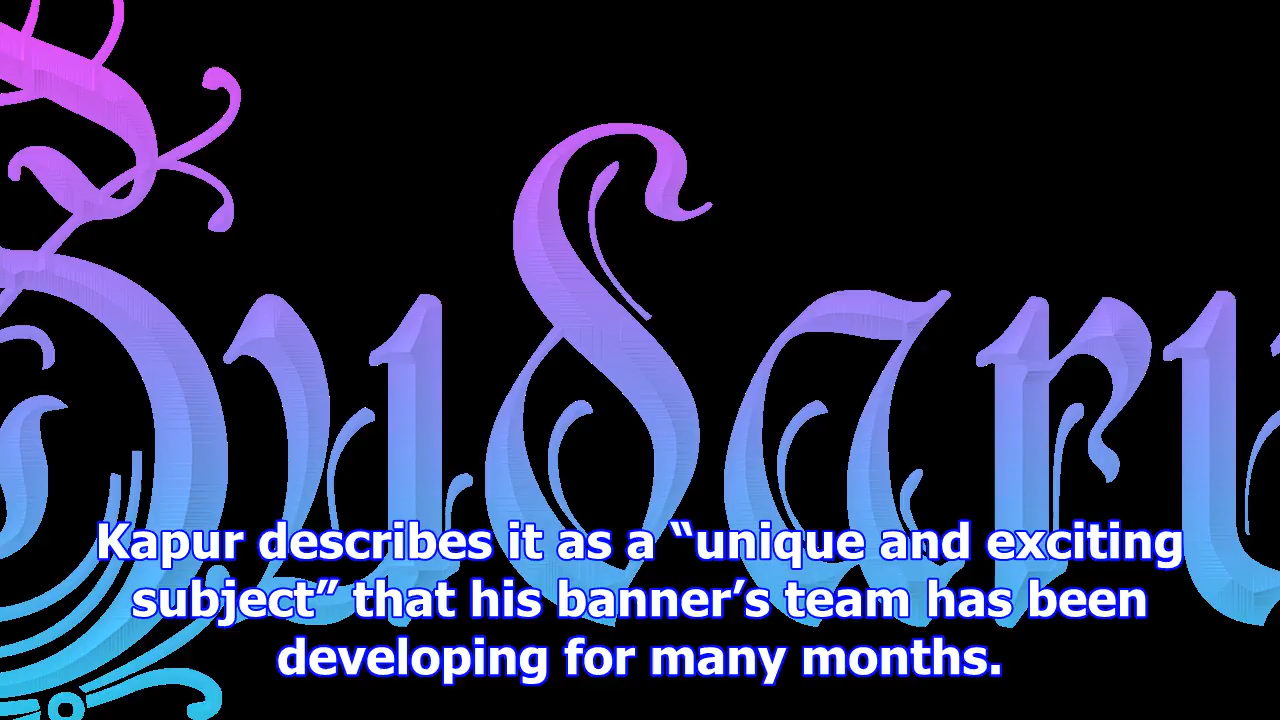 Kapur describes it as a “unique and exciting
subject” that his banner’s team has been
developing for many months.